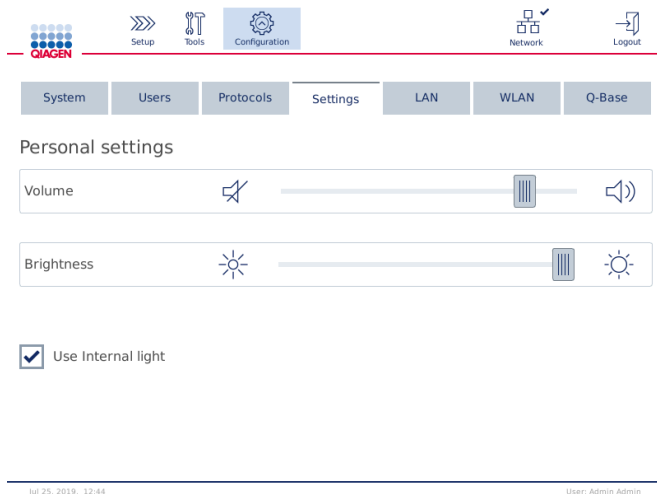 Setup Tools Configuration Network Logout
QIAGEN
System Users Protocols Settings LAN WLAN Q-Base
Personal settings
Volume
Brightness
Use Internal light
Jul 25, 2019, 12:44 User: Admin Admin